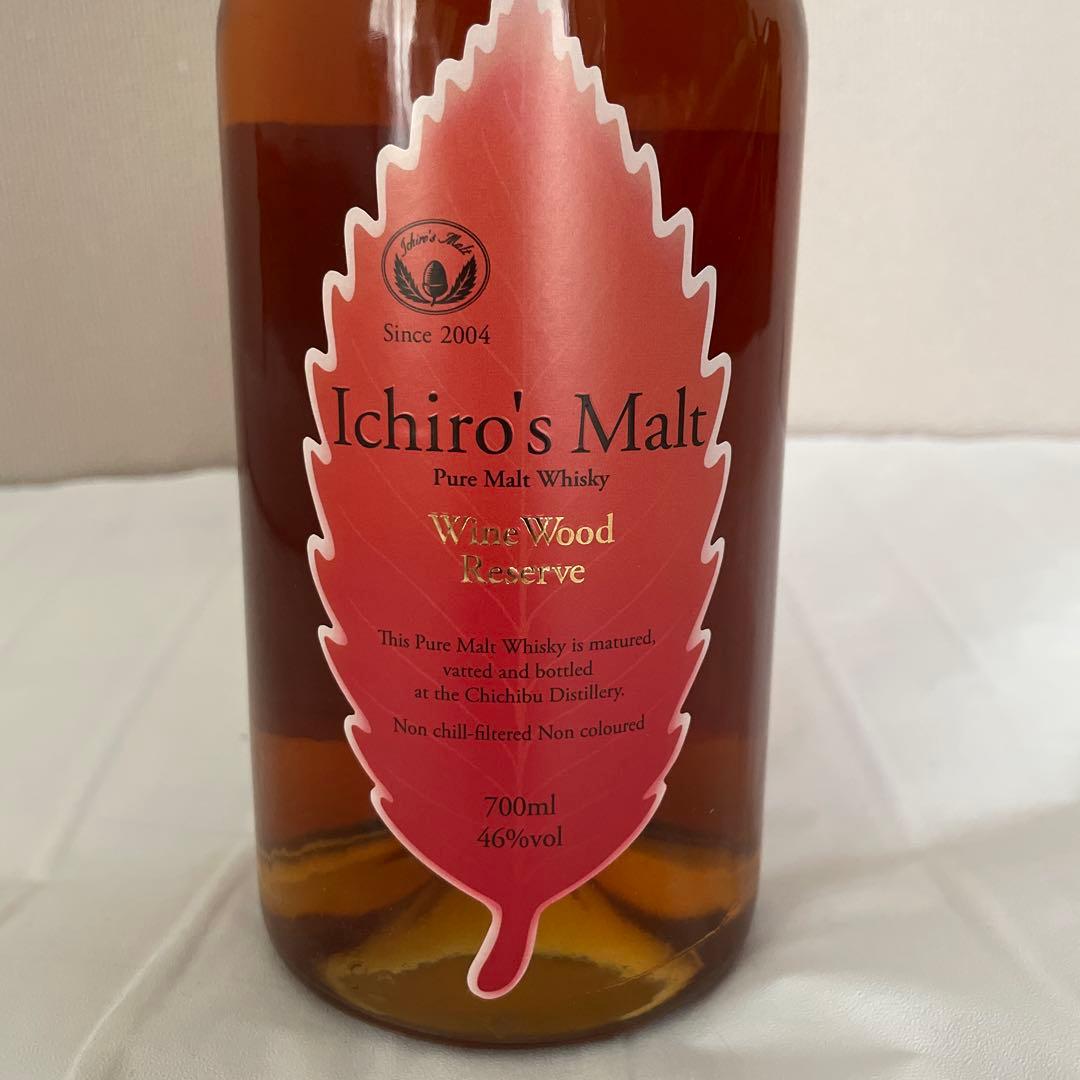 Ichiro's Malt
Since 2004
Ichiro's Malt
Pure Malt Whisky
Wine Wood
Reserve
This Pure Malt Whisky is matured,
vatted and bottled
at the Chichibu Distillery.
Non chill-filtered Non coloured
700ml
46%vol